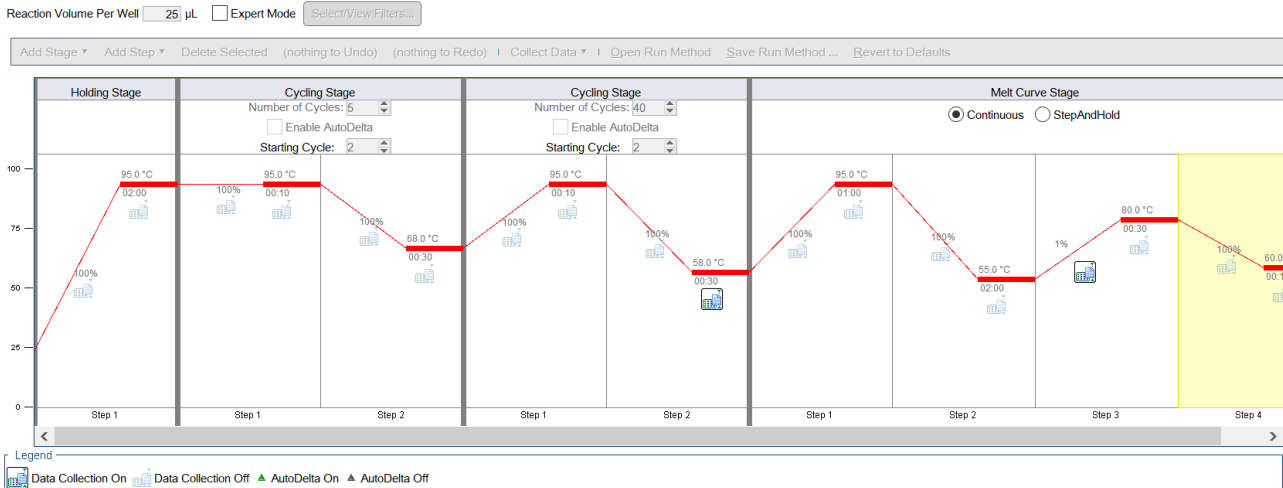 Reaction Volume Per Well 25 µL Expert Mode Select/View Filters...
Add Stage Add Step Delete Selected (nothing to Undo) (nothing to Redo) Collect Data Open Run Method Save Run Method ... Revert to Defaults
Holding Stage Cycling Stage Cycling Stage Melt Curve Stage
Number of Cycles: 5 Number of Cycles: 40 Continuous StepAndHold
Enable AutoDelta Enable AutoDelta
Starting Cycle: 2 Starting Cycle: 2
100 95.0 °C 95.0 °C 95.0 °C 95.0 °C
02:00 100% 00:10 00:10 01:00
80.0 °C
75 100% 100% 100% 100% 100% 00:30
68.0 °C 1% 100%
00:30 58.0 °C 55.0 °C 60.0
100% 00:30 02:00
50
25
0
Step 1 Step 1 Step 2 Step 1 Step 2 Step 1 Step 2 Step 3 Step 4
Legend
Data Collection On Data Collection Off AutoDelta On AutoDelta Off